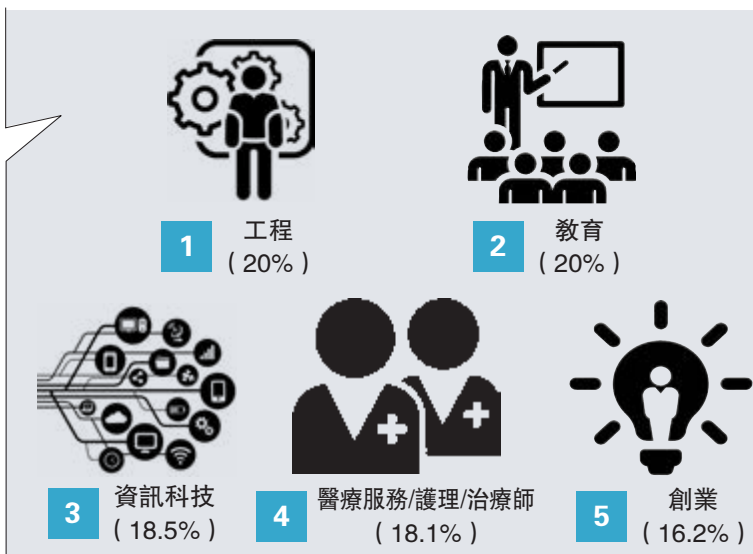 1 工程
（20%）
2 教育
（20%）
3 資訊科技
（18.5%）
4 醫療服務/護理/治療師
（18.1%）
5 創業
（16.2%）